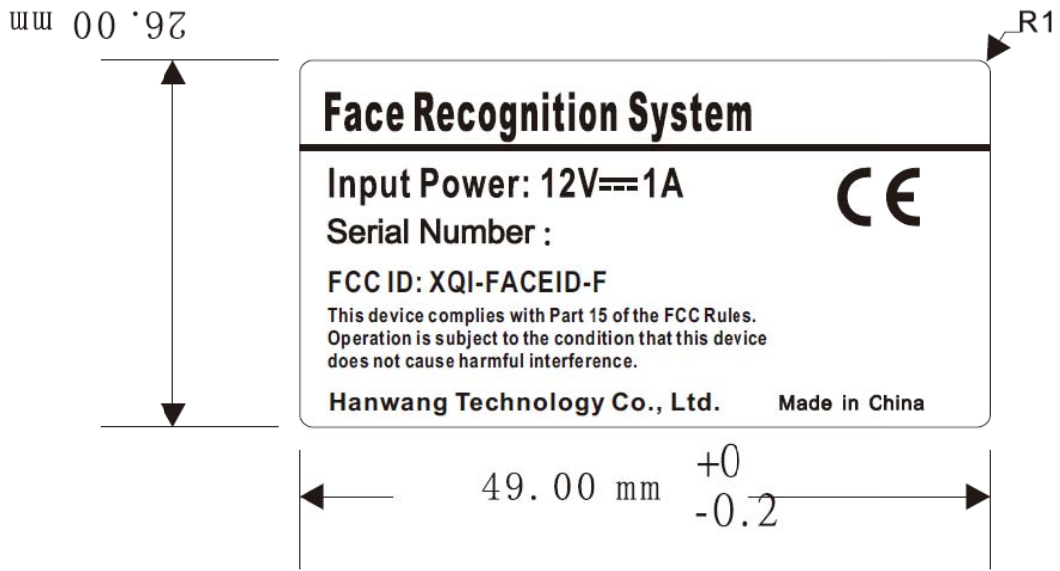 26.00 mm
R1
Face Recognition System
Input Power: 12V⎓1A
CE
Serial Number :
FCC ID: XQI-FACEID-F
This device complies with Part 15 of the FCC Rules.
Operation is subject to the condition that this device
does not cause harmful interference.
Hanwang Technology Co., Ltd. Made in China
49.00 mm +0
-0.2